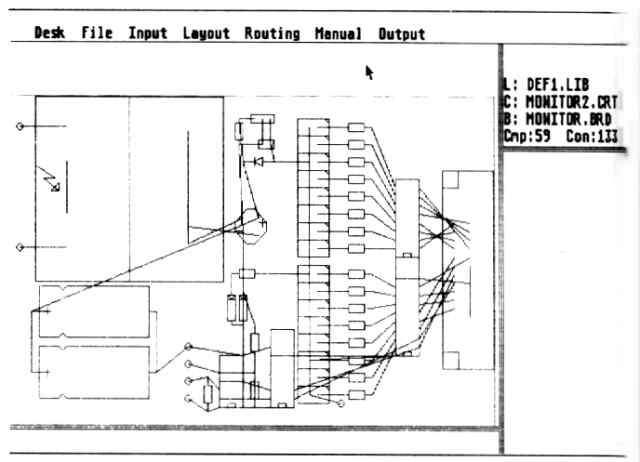 Desk File Input Layout Routing Manual Output
L: DEF1.LIB
C: MONITOR2.CRT
B: MONITOR.BRD
Cmp:59 Con:133